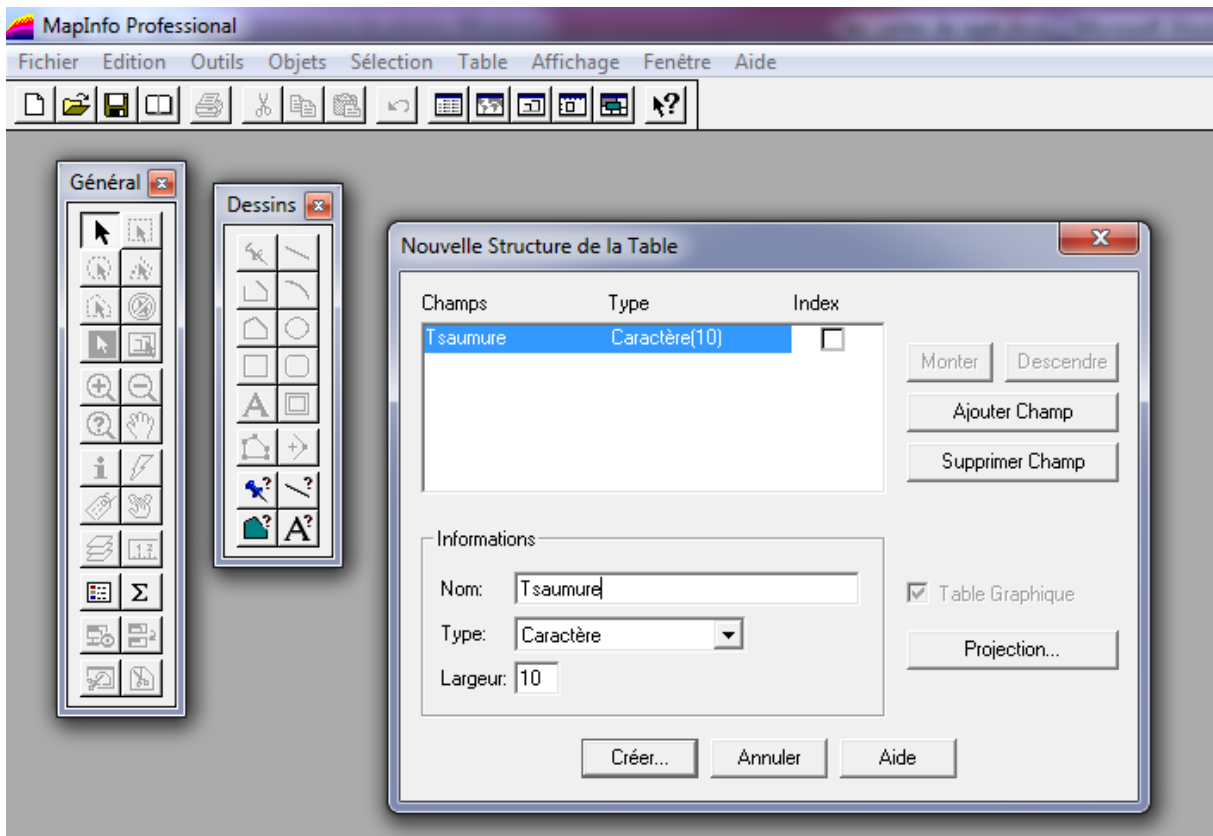 MapInfo Professional
Fichier Edition Outils Objets Sélection Table Affichage Fenêtre Aide
Général
Dessins
Nouvelle Structure de la Table
Champs Type Index
Tsaumure Caractère(10)
Monter Descendre
Ajouter Champ
Supprimer Champ
Informations
Nom: Tsaumure
Type: Caractère
Largeur: 10
Table Graphique
Projection...
Créer... Annuler Aide